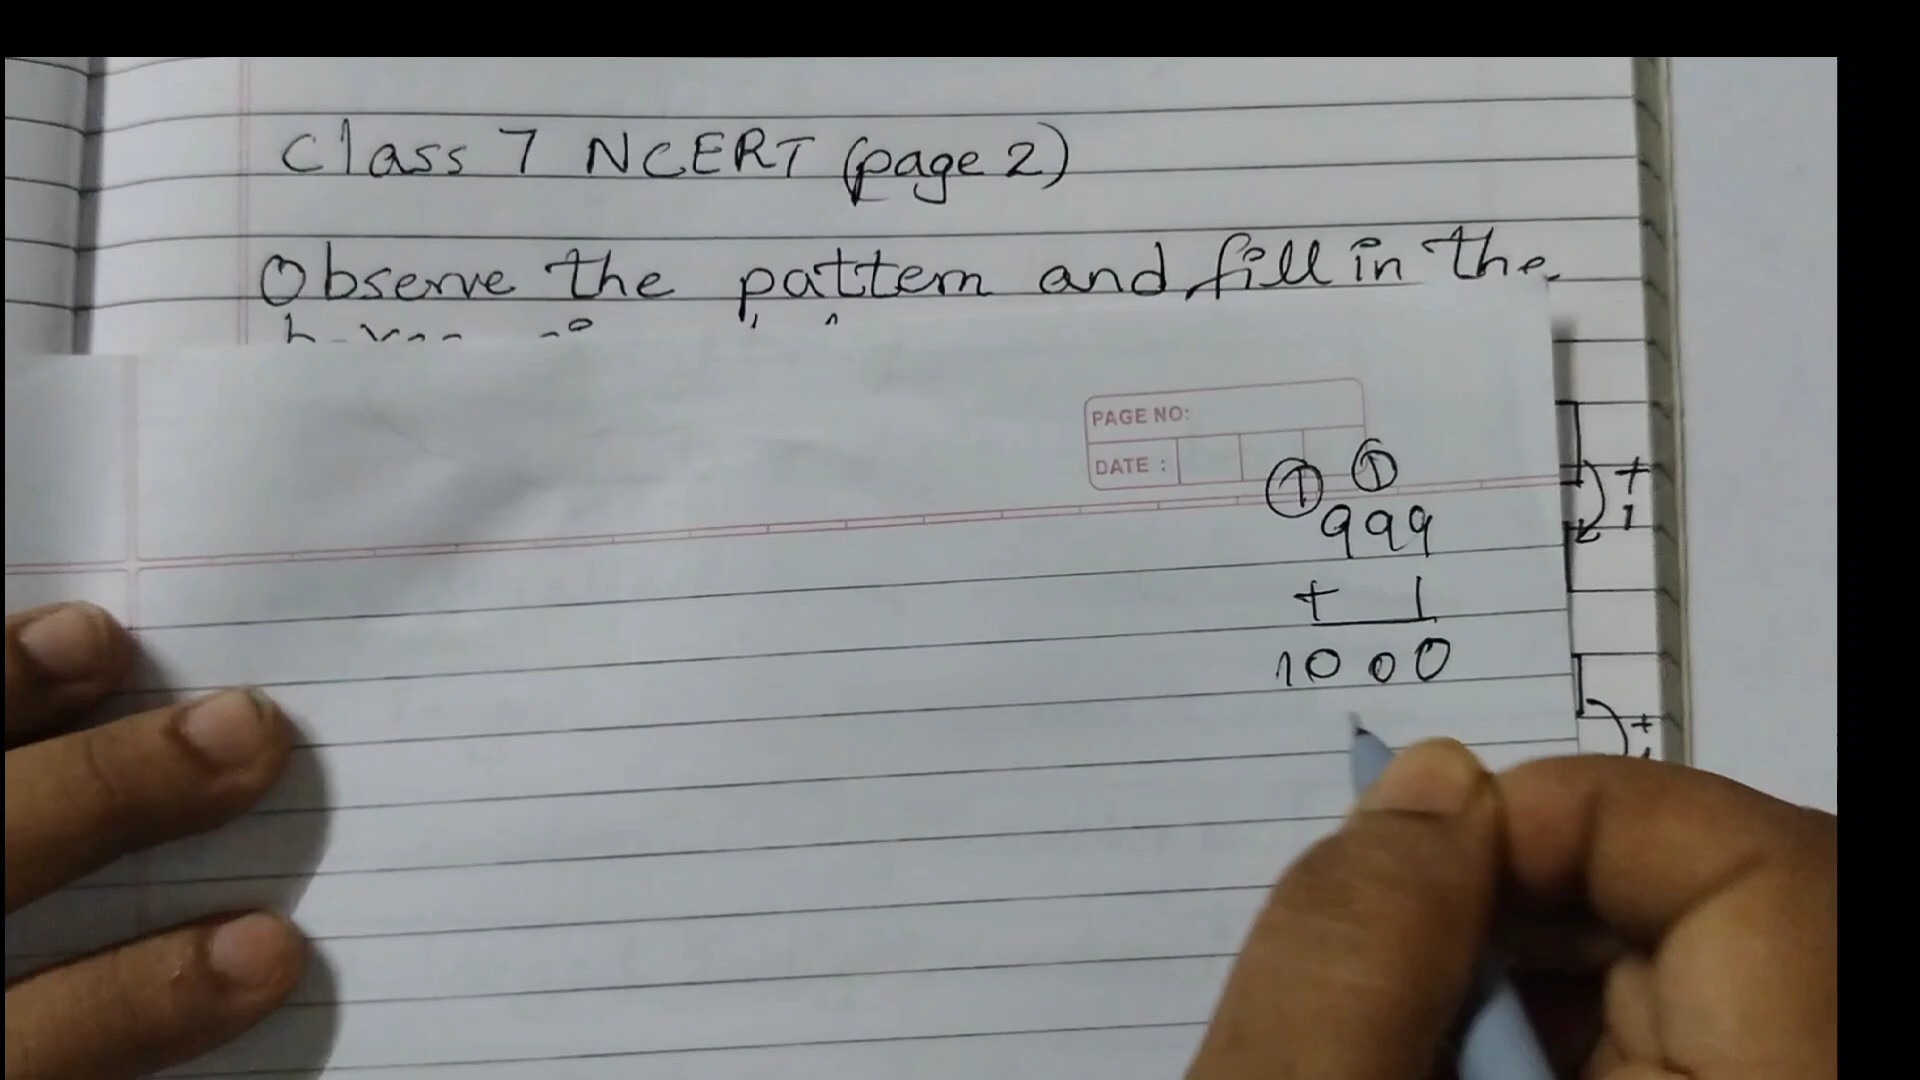 Class 7 NCERT (page 2)
Observe the pattern and fill in the
PAGE NO:
DATE :
1 1
999
+ 1
1000
+
1
+